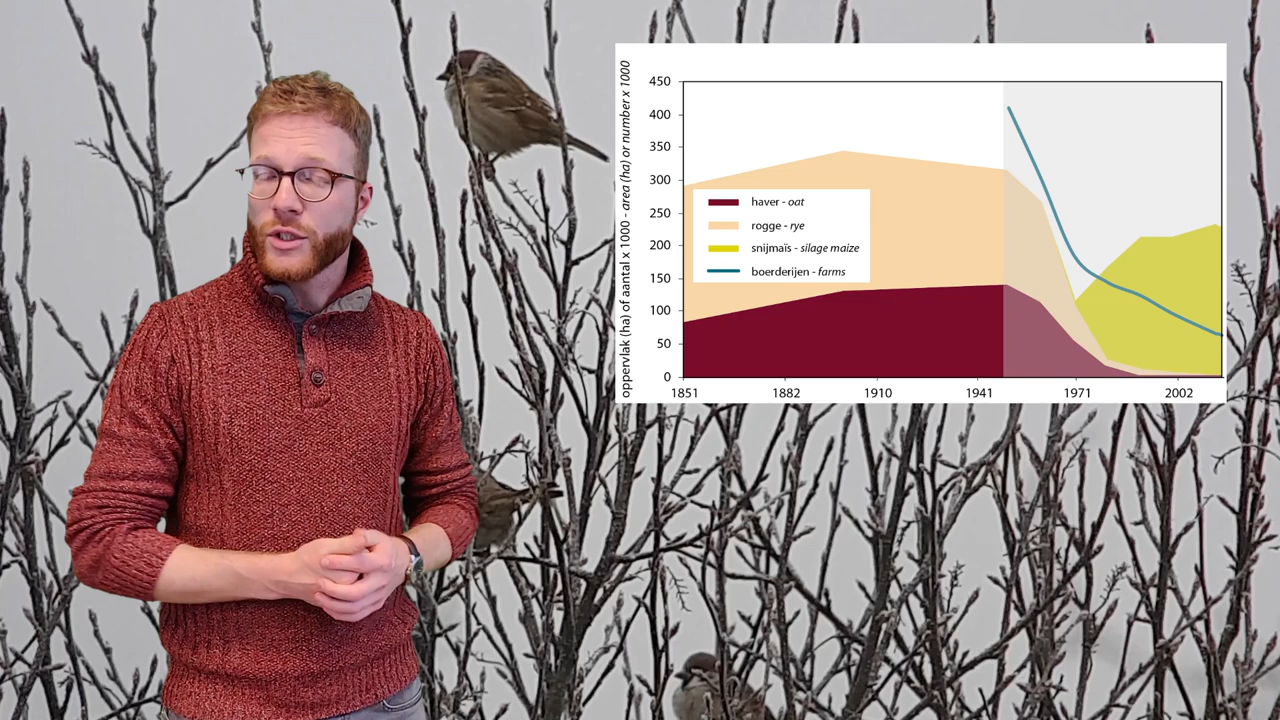 oppervlak (ha) of aantal x 1000 - area (ha) or number x 1000
450
400
350
300
250
200
150
100
50
0
haver - oat
rogge - rye
snijmaïs - silage maize
boerderijen - farms
1851 1882 1910 1941 1971 2002